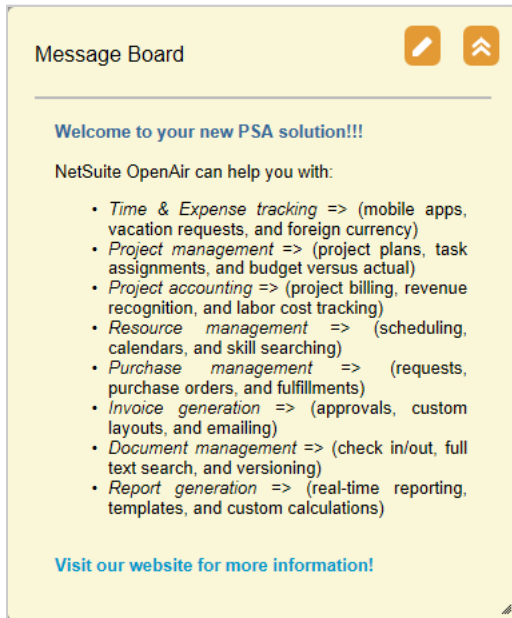 Message Board
Welcome to your new PSA solution!!!
NetSuite OpenAir can help you with:
• Time & Expense tracking => (mobile apps,
vacation requests, and foreign currency)
• Project management => (project plans, task
assignments, and budget versus actual)
• Project accounting => (project billing, revenue
recognition, and labor cost tracking)
• Resource management => (scheduling,
calendars, and skill searching)
• Purchase management => (requests,
purchase orders, and fulfillments)
• Invoice generation => (approvals, custom
layouts, and emailing)
• Document management => (check in/out, full
text search, and versioning)
• Report generation => (real-time reporting,
templates, and custom calculations)
Visit our website for more information!